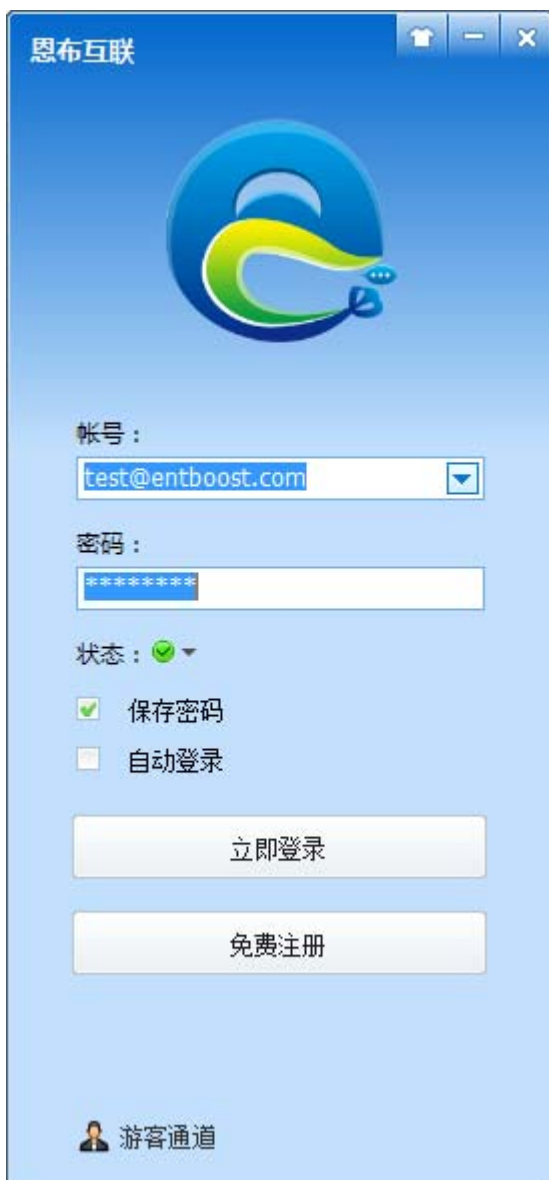 恩布互联
帐号：
test@entboost.com
密码：
********
状态：
保存密码
自动登录
立即登录
免费注册
游客通道